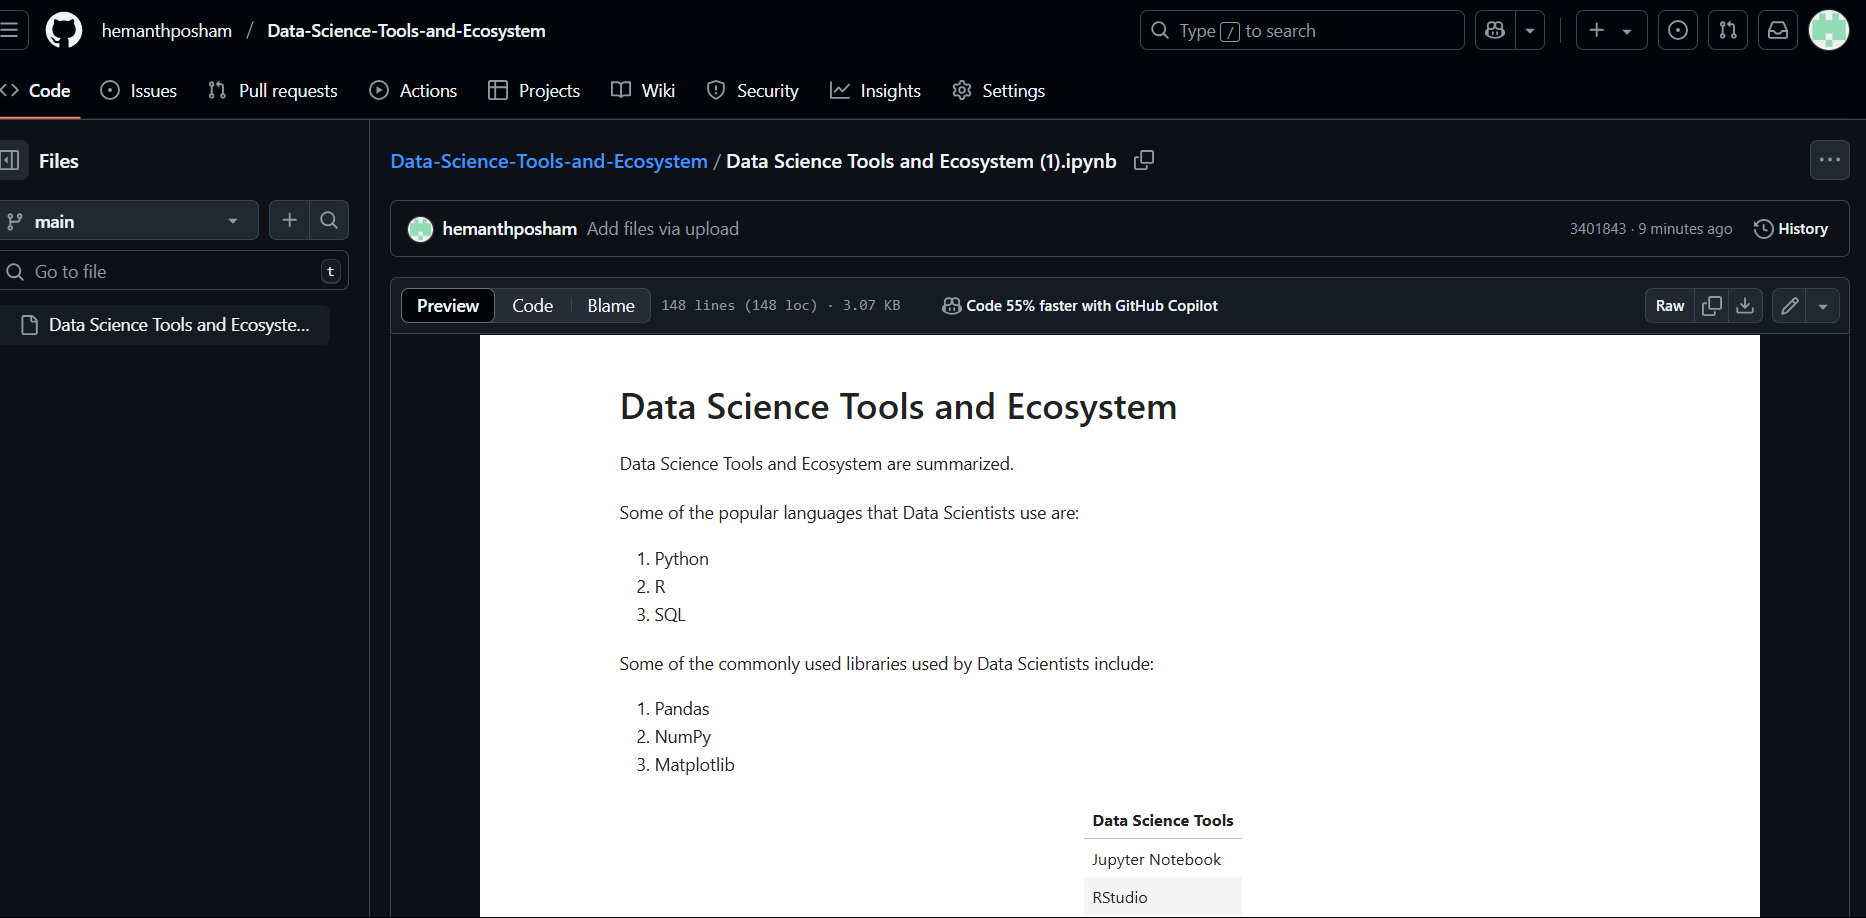 hemanthposham / Data-Science-Tools-and-Ecosystem
Type / to search
Code Issues Pull requests Actions Projects Wiki Security Insights Settings
Files
main
Go to file t
Data Science Tools and Ecosyste...
Data-Science-Tools-and-Ecosystem / Data Science Tools and Ecosystem (1).ipynb
hemanthposham Add files via upload 3401843 · 9 minutes ago History
Preview Code Blame 148 lines (148 loc) · 3.07 KB Code 55% faster with GitHub Copilot Raw
Data Science Tools and Ecosystem
Data Science Tools and Ecosystem are summarized.
Some of the popular languages that Data Scientists use are:
1. Python
2. R
3. SQL
Some of the commonly used libraries used by Data Scientists include:
1. Pandas
2. NumPy
3. Matplotlib
Data Science Tools
Jupyter Notebook
RStudio